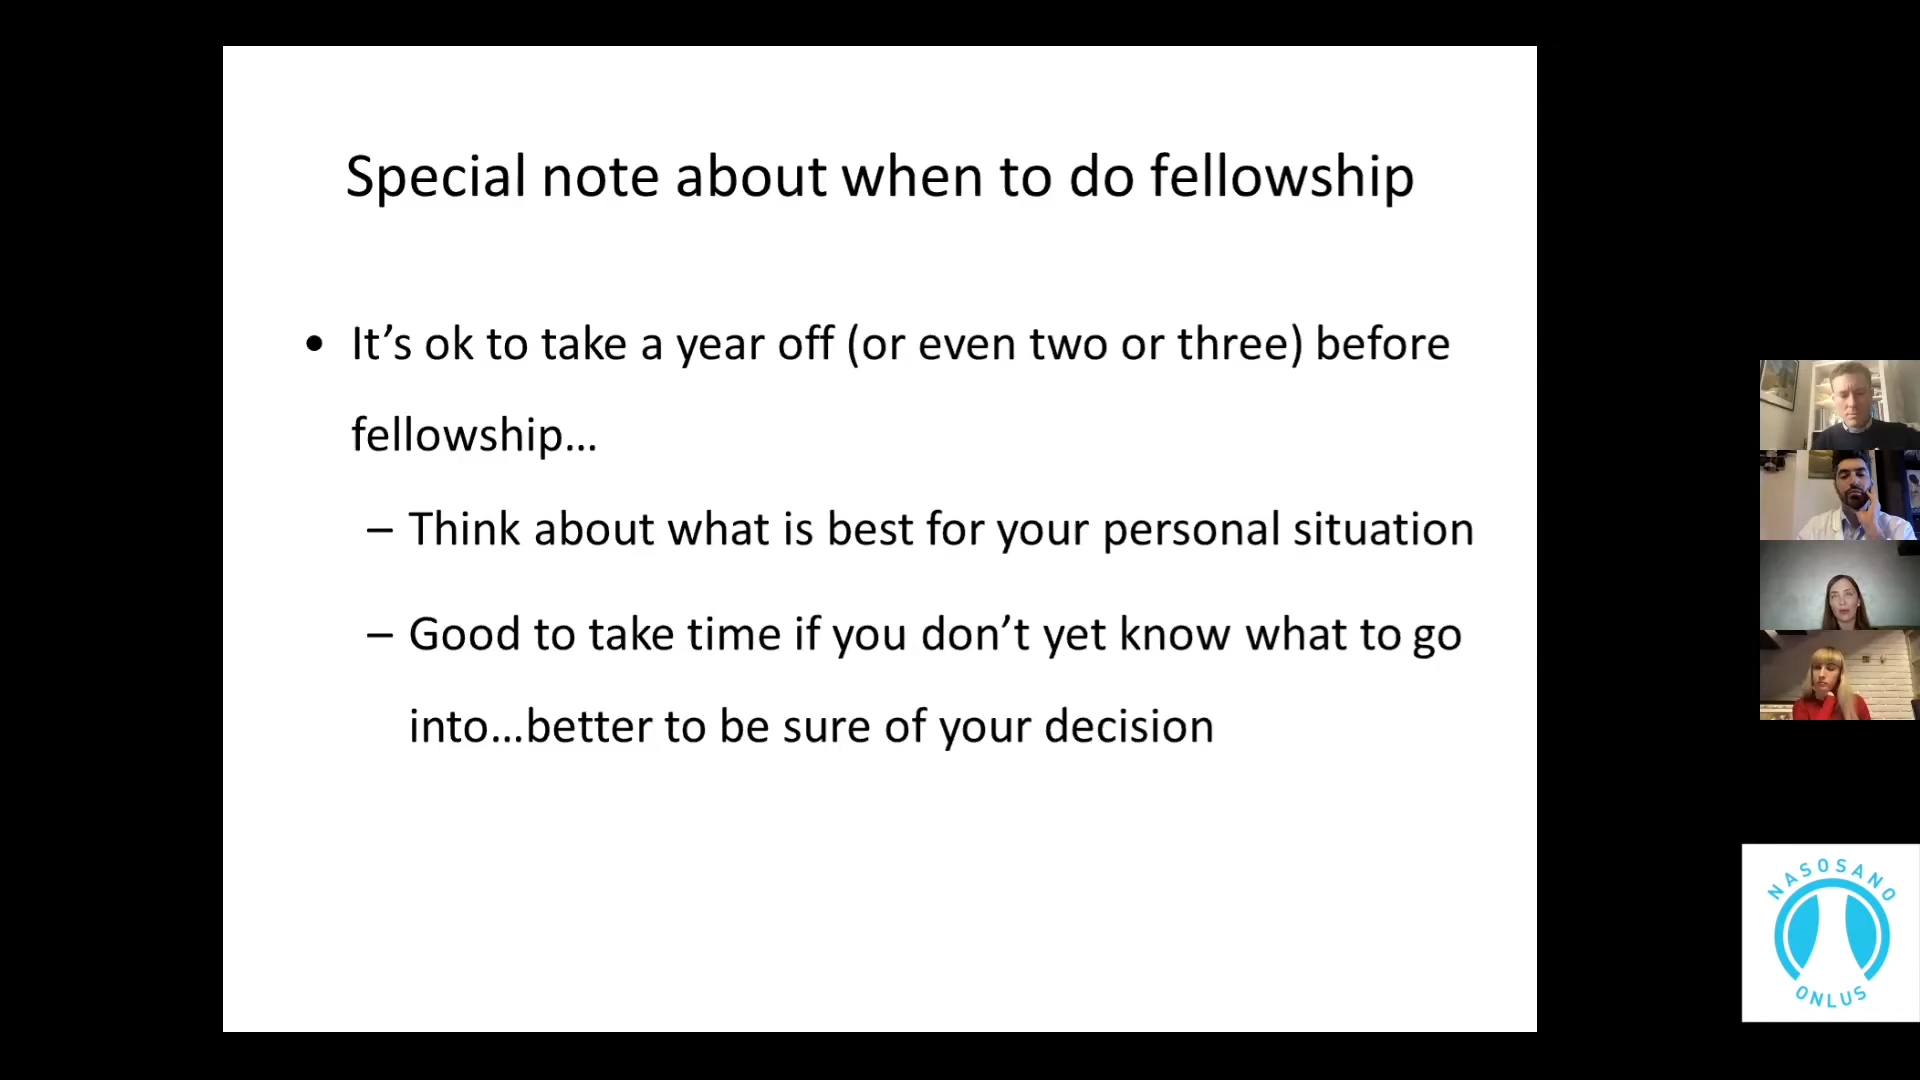 Special note about when to do fellowship
• It’s ok to take a year off (or even two or three) before
fellowship…
– Think about what is best for your personal situation
– Good to take time if you don’t yet know what to go
into…better to be sure of your decision
NASOSANO
ONLUS